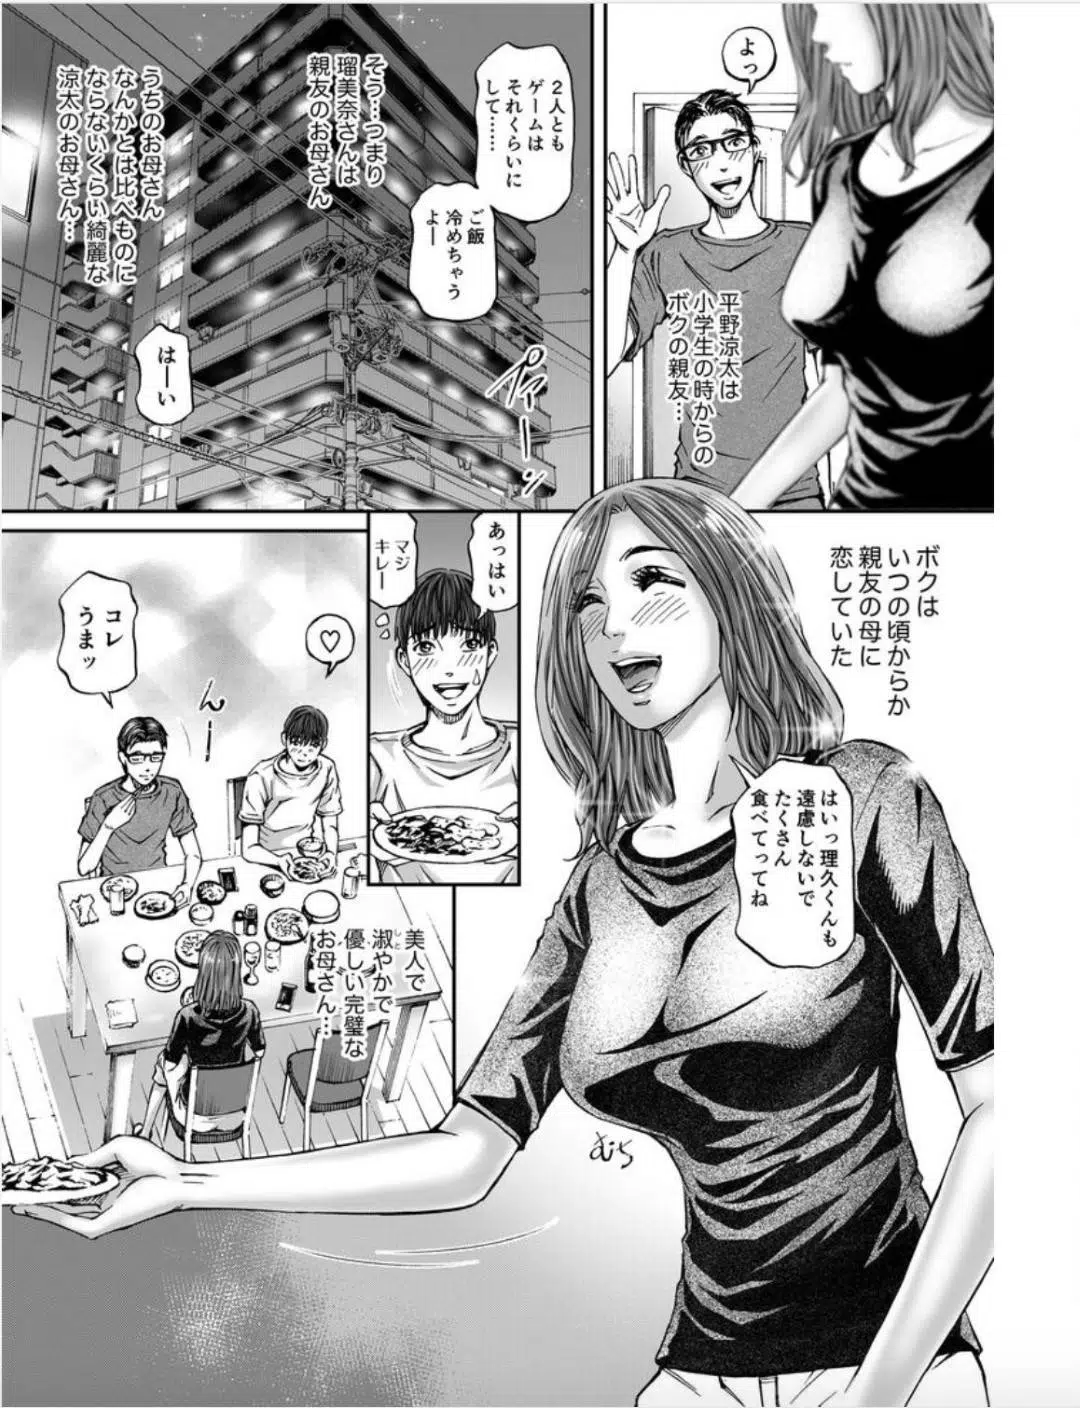 よっ
平野涼太は
小学生の時からの
ボクの親友…
２人とも
ゲームは
それくらいに
して……
ご飯
冷めちゃう
よー
プァーーン
そう…つまり
瑠美奈さんは
親友のお母さん
うちのお母さん
なんかとは比べものに
ならないくらい綺麗な
涼太のお母さん…
はーい
ボクは
いつの頃からか
親友の母に
恋していた
はいっ理久くんも
遠慮しないで
たくさん
食べてってね
むち
あっはい
マジ
キレー
♡
んーー
コレ
うまッ
美人で
淑やかで
しと
優しい完璧な
お母さん…